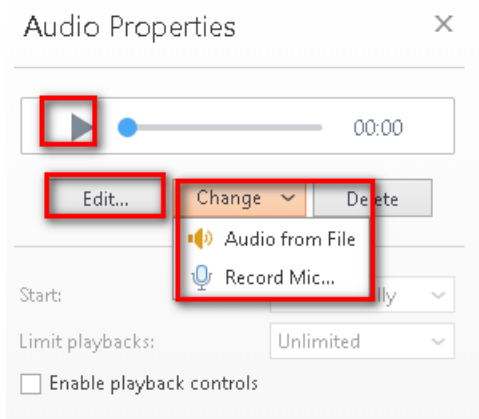 Audio Properties
00:00
Edit... Change Delete
Audio from File
Record Mic...
Start:
Limit playbacks: Unlimited
Enable playback controls